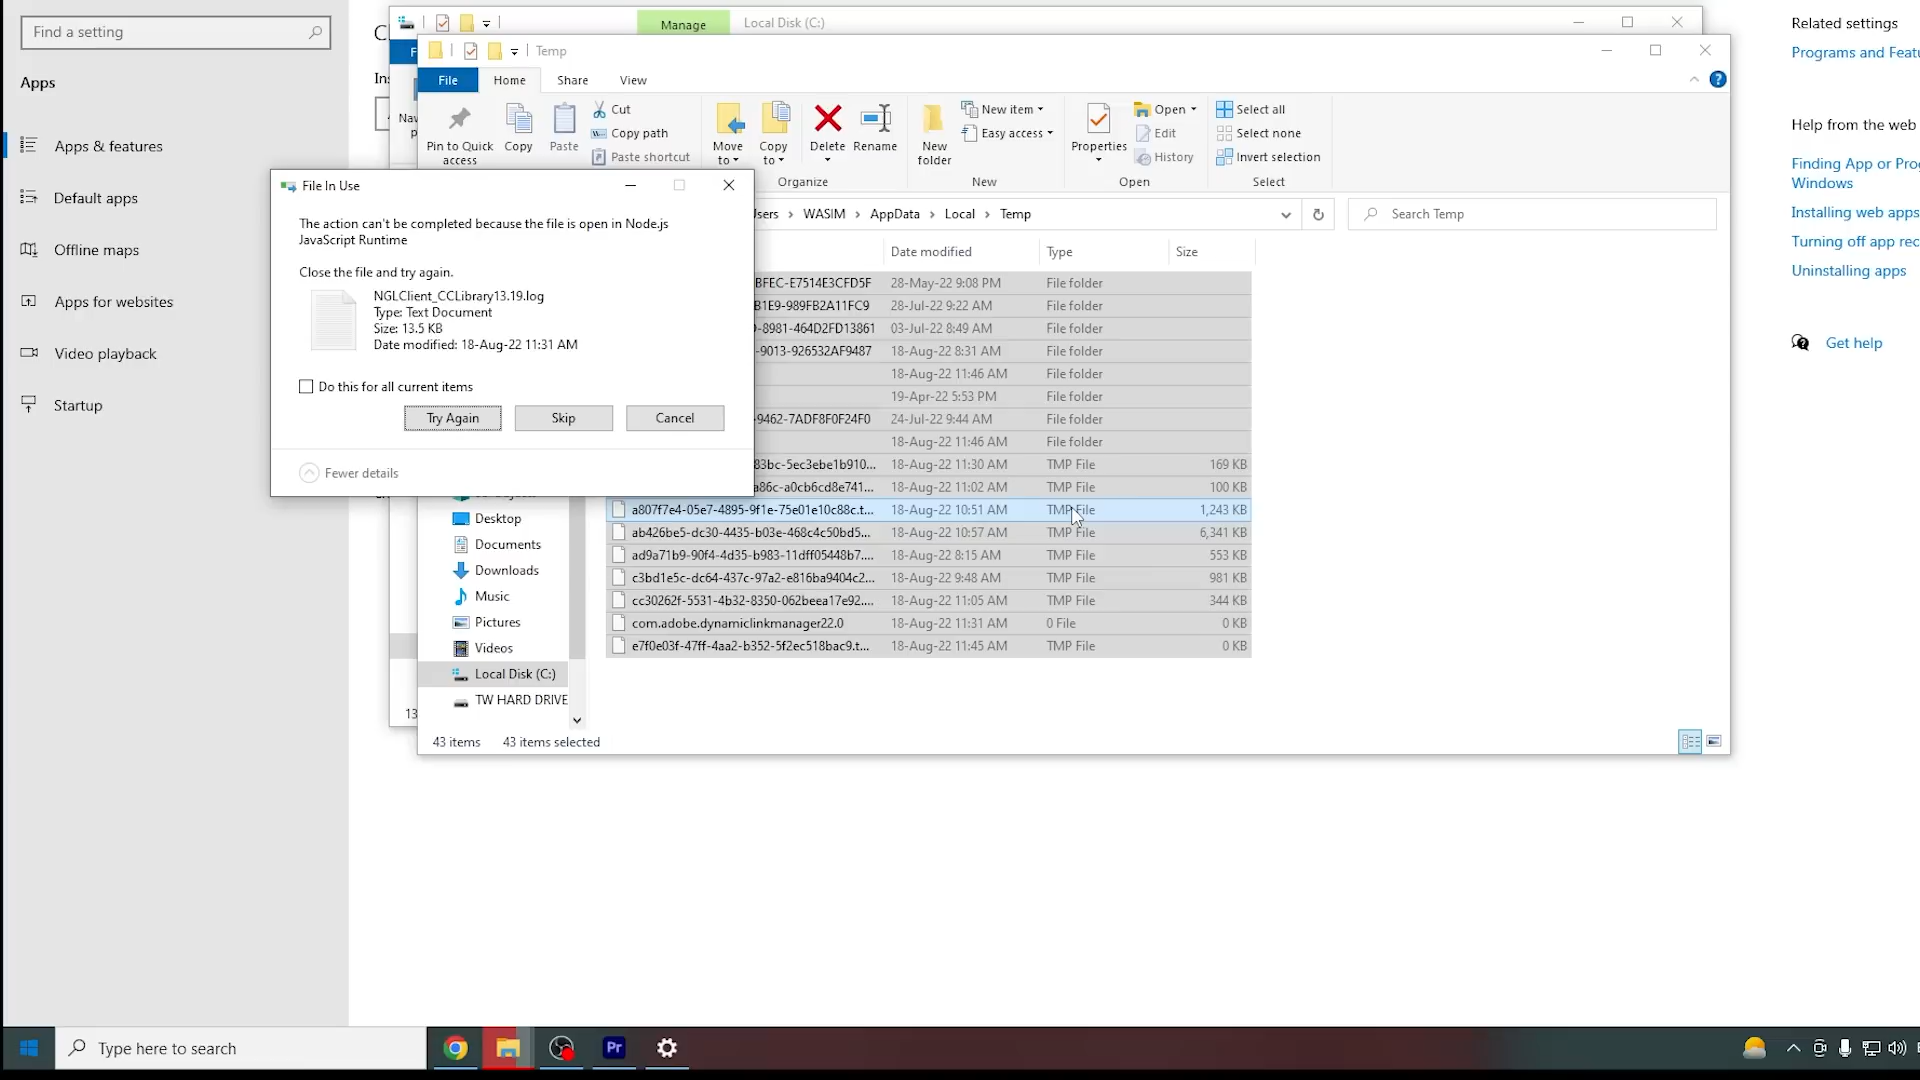 Find a setting
Apps
Apps & features
Default apps
Offline maps
Apps for websites
Video playback
Startup
Manage
Local Disk (C:)
Temp
File
Home
Share
View
Pin to Quick
access
Copy
Paste
Cut
Copy path
Paste shortcut
Move
to
Copy
to
Delete
Rename
Organize
New
folder
New item
Easy access
New
Properties
Open
Edit
History
Open
Select all
Select none
Invert selection
Select
WASIM > AppData > Local > Temp
Search Temp
Date modified
Type
Size
BFEC-E7514E3CFD5F 28-May-22 9:08 PM File folder
B1E9-989FB2A11FC9 28-Jul-22 9:22 AM File folder
-8981-464D2FD13861 03-Jul-22 8:49 AM File folder
-9013-926532AF9487 18-Aug-22 8:31 AM File folder
18-Aug-22 11:46 AM File folder
19-Apr-22 5:53 PM File folder
-9462-7ADF8F0F24F0 24-Jul-22 9:44 AM File folder
18-Aug-22 11:46 AM File folder
83bc-5ec3ebe1b910... 18-Aug-22 11:30 AM TMP File 169 KB
a86c-a0cb6cd8e741... 18-Aug-22 11:02 AM TMP File 100 KB
a807f7e4-05e7-4895-9f1e-75e01e10c88c.t... 18-Aug-22 10:51 AM TMP File 1,243 KB
ab426be5-dc30-4435-b03e-468c4c50bd5... 18-Aug-22 10:57 AM TMP File 6,341 KB
ad9a71b9-90f4-4d35-b983-11dff05448b7.... 18-Aug-22 8:15 AM TMP File 553 KB
c3bd1e5c-dc64-437c-97a2-e816ba9404c2... 18-Aug-22 9:48 AM TMP File 981 KB
cc30262f-5531-4b32-8350-062beea17e92.... 18-Aug-22 11:05 AM TMP File 344 KB
com.adobe.dynamiclinkmanager22.0 18-Aug-22 11:31 AM 0 File 0 KB
e7f0e03f-47ff-4aa2-b352-5f2ec518bac9.t... 18-Aug-22 11:45 AM TMP File 0 KB
File In Use
The action can't be completed because the file is open in Node.js
JavaScript Runtime
Close the file and try again.
NGLClient_CCLibrary13.19.log
Type: Text Document
Size: 13.5 KB
Date modified: 18-Aug-22 11:31 AM
Do this for all current items
Try Again
Skip
Cancel
Fewer details
Desktop
Documents
Downloads
Music
Pictures
Videos
Local Disk (C:)
TW HARD DRIVE
43 items
43 items selected
13
Related settings
Programs and Featu
Help from the web
Finding App or Prog
Windows
Installing web apps
Turning off app rec
Uninstalling apps
Get help
Type here to search
Pr